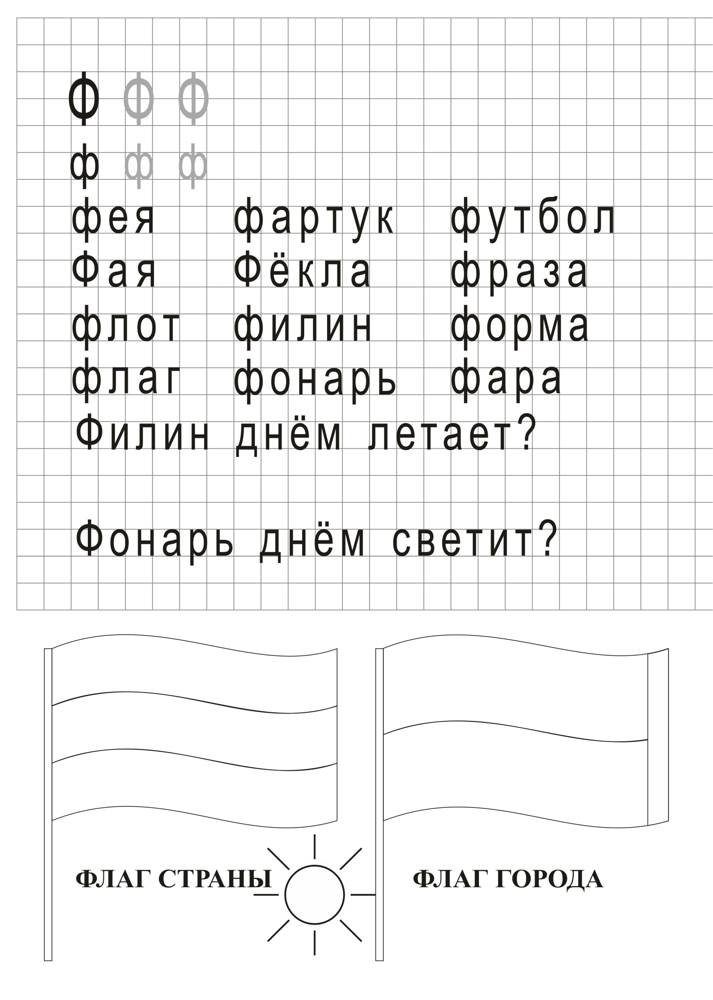 Ф Ф Ф
ф ф ф
фея фартук футбол
Фая Фёкла фраза
флот филин форма
флаг фонарь фара
Филин днём летает?
Фонарь днём светит?
ФЛАГ СТРАНЫ ФЛАГ ГОРОДА